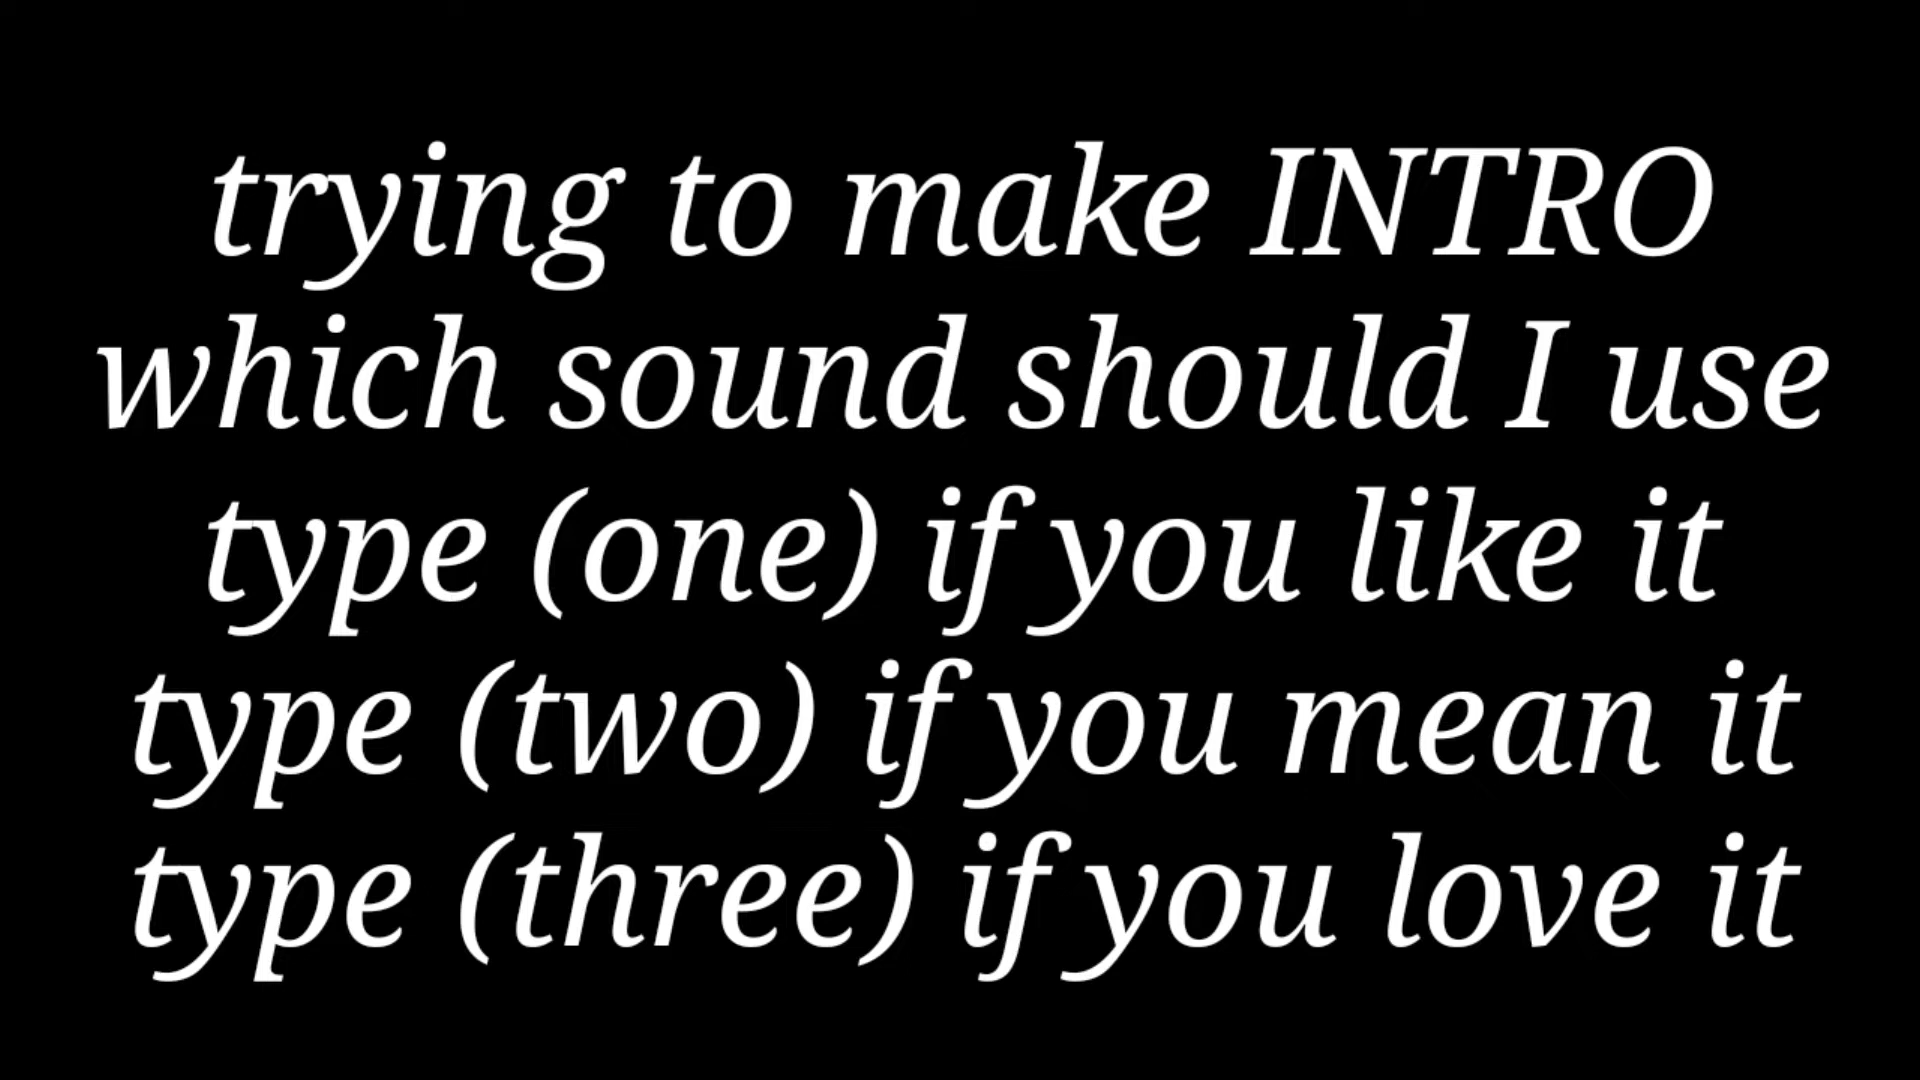 trying to make INTRO
which sound should I use
type (one) if you like it
type (two) if you mean it
type (three) if you love it